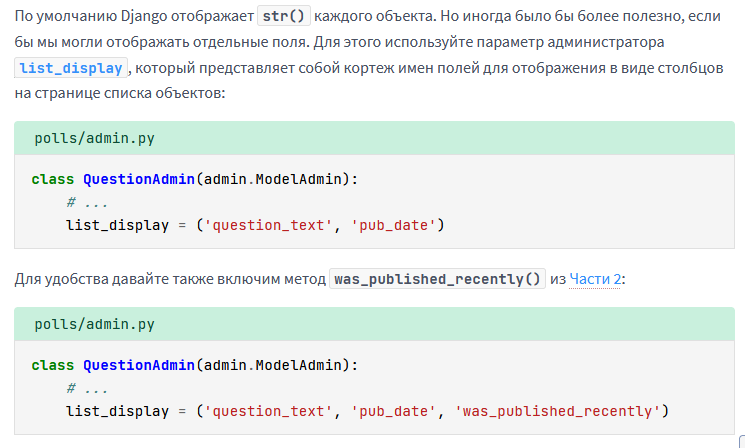 По умолчанию Django отображает str() каждого объекта. Но иногда было бы более полезно, если
бы мы могли отображать отдельные поля. Для этого используйте параметр администратора
list_display, который представляет собой кортеж имен полей для отображения в виде столбцов
на странице списка объектов:
polls/admin.py
class QuestionAdmin(admin.ModelAdmin):
    # ...
    list_display = ('question_text', 'pub_date')
Для удобства давайте также включим метод was_published_recently() из Части 2:
polls/admin.py
class QuestionAdmin(admin.ModelAdmin):
    # ...
    list_display = ('question_text', 'pub_date', 'was_published_recently')